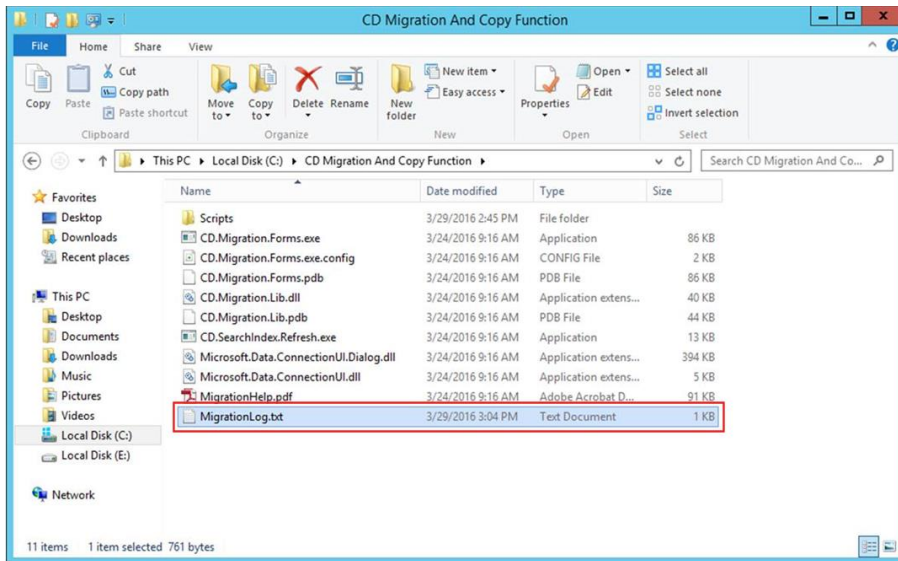 CD Migration And Copy Function
File Home Share View
Copy
Paste
Cut
Copy path
Paste shortcut
Clipboard
Move to
Copy to
Delete
Rename
Organize
New folder
New item
Easy access
New
Properties
Open
Edit
Open
Select all
Select none
Invert selection
Select
This PC Local Disk (C:) CD Migration And Copy Function
Search CD Migration And Co...
Favorites
Desktop
Downloads
Recent places
This PC
Desktop
Documents
Downloads
Music
Pictures
Videos
Local Disk (C:)
Local Disk (E:)
Network
Name Date modified Type Size
Scripts 3/29/2016 2:45 PM File folder
CD.Migration.Forms.exe 3/24/2016 9:16 AM Application 86 KB
CD.Migration.Forms.exe.config 3/24/2016 9:16 AM CONFIG File 2 KB
CD.Migration.Forms.pdb 3/24/2016 9:16 AM PDB File 86 KB
CD.Migration.Lib.dll 3/24/2016 9:16 AM Application extens... 40 KB
CD.Migration.Lib.pdb 3/24/2016 9:16 AM PDB File 44 KB
CD.SearchIndex.Refresh.exe 3/24/2016 9:16 AM Application 13 KB
Microsoft.Data.ConnectionUI.Dialog.dll 3/24/2016 9:16 AM Application extens... 394 KB
Microsoft.Data.ConnectionUI.dll 3/24/2016 9:16 AM Application extens... 5 KB
MigrationHelp.pdf 3/24/2016 9:16 AM Adobe Acrobat D... 91 KB
MigrationLog.txt 3/29/2016 3:04 PM Text Document 1 KB
11 items 1 item selected 761 bytes